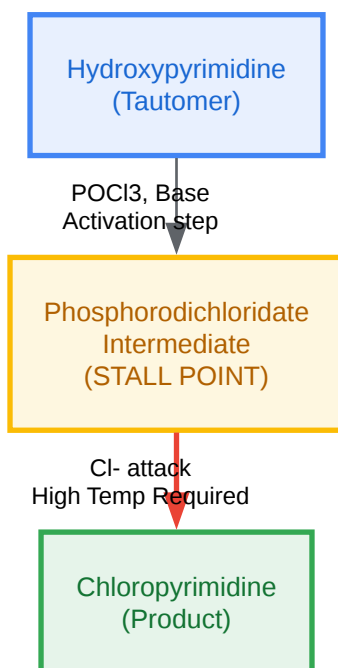 Hydroxypyrimidine
(Tautomer)
POCl3, Base
Activation step
Phosphorodichloridate
Intermediate
(STALL POINT)
Cl- attack
High Temp Required
Chloropyrimidine
(Product)